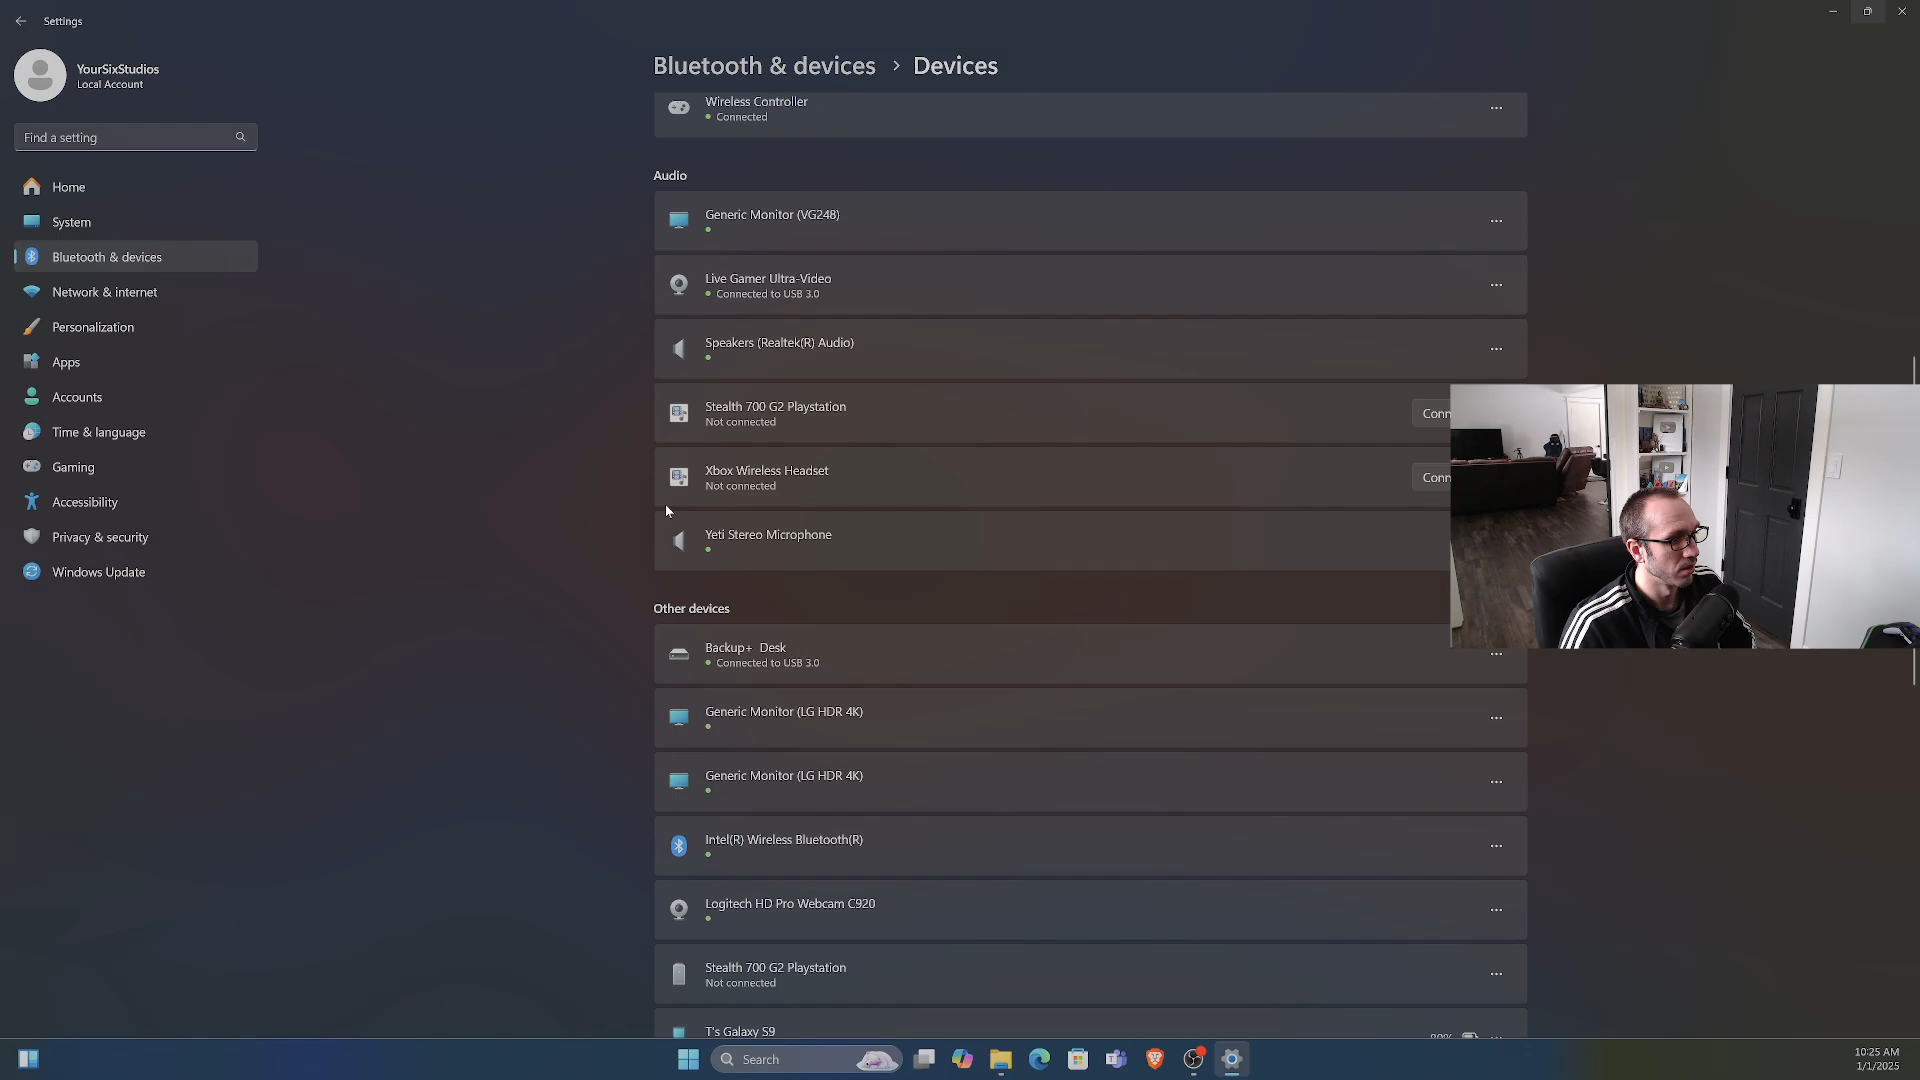 Settings
YourSixStudios
Local Account
Find a setting
Home
System
Bluetooth & devices
Network & internet
Personalization
Apps
Accounts
Time & language
Gaming
Accessibility
Privacy & security
Windows Update
Bluetooth & devices > Devices
Wireless Controller
Connected
Audio
Generic Monitor (VG248)
Live Gamer Ultra-Video
Connected to USB 3.0
Speakers (Realtek(R) Audio)
Stealth 700 G2 Playstation
Not connected
Conn
Xbox Wireless Headset
Not connected
Conn
Yeti Stereo Microphone
Other devices
Backup+ Desk
Connected to USB 3.0
Generic Monitor (LG HDR 4K)
Generic Monitor (LG HDR 4K)
Intel(R) Wireless Bluetooth(R)
Logitech HD Pro Webcam C920
Stealth 700 G2 Playstation
Not connected
T's Galaxy S9
Search
10:25 AM
1/1/2025